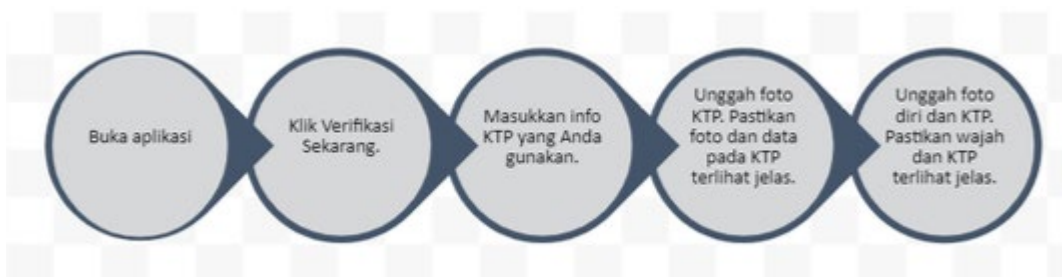 Buka aplikasi
Klik Verifikasi
Sekarang.
Masukkan info
KTP yang Anda
gunakan.
Unggah foto
KTP. Pastikan
foto dan data
pada KTP
terlihat jelas.
Unggah foto
diri dan KTP.
Pastikan wajah
dan KTP
terlihat jelas.